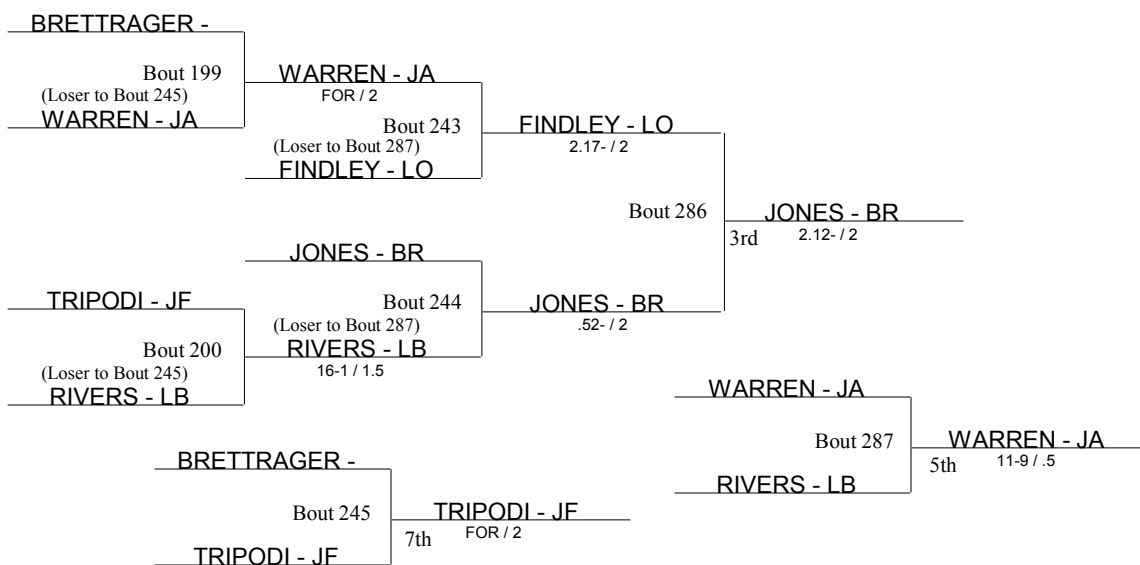 BRETTRAGER -
Bout 199
(Loser to Bout 245)
WARREN - JA
WARREN - JA
FOR / 2
Bout 243
(Loser to Bout 287)
FINDLEY - LO
FINDLEY - LO
2.17- / 2
Bout 286
JONES - BR
2.12- / 2
3rd
JONES - BR
TRIPODI - JF
Bout 200
(Loser to Bout 245)
RIVERS - LB
Bout 244
(Loser to Bout 287)
RIVERS - LB
16-1 / 1.5
JONES - BR
.52- / 2
WARREN - JA
Bout 287
RIVERS - LB
WARREN - JA
11-9 / .5
5th
BRETTRAGER -
Bout 245
TRIPODI - JF
TRIPODI - JF
FOR / 2
7th